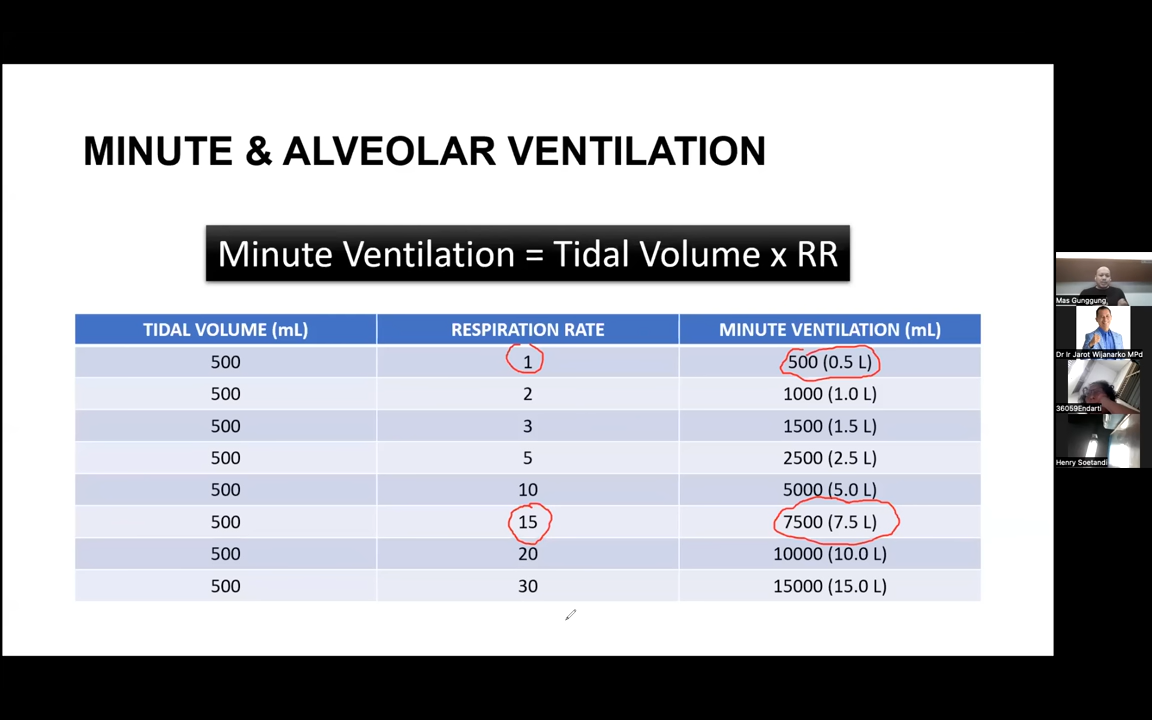 MINUTE & ALVEOLAR VENTILATION
Minute Ventilation = Tidal Volume x RR
TIDAL VOLUME (mL) RESPIRATION RATE MINUTE VENTILATION (mL)
500 1 500 (0.5 L)
500 2 1000 (1.0 L)
500 3 1500 (1.5 L)
500 5 2500 (2.5 L)
500 10 5000 (5.0 L)
500 15 7500 (7.5 L)
500 20 10000 (10.0 L)
500 30 15000 (15.0 L)
Mas Gunggung,
Dr Ir Jarot Wijanarko MPd
36059Endarti
Henry Soetandi